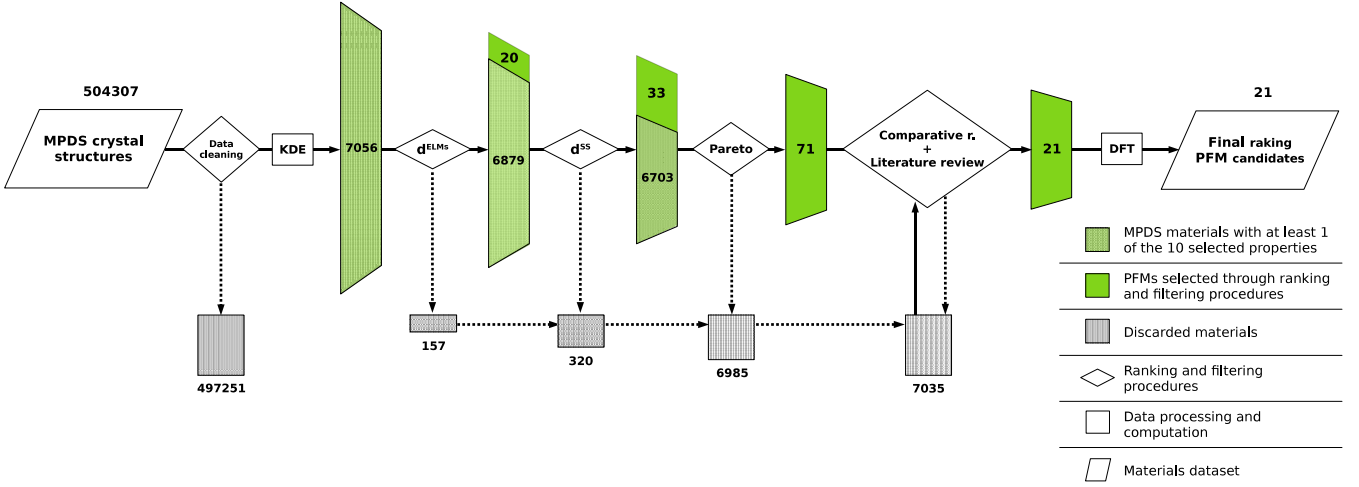 504307
MPDS crystal
structures
Data
cleaning
KDE
7056
d^ELMs
20
6879
d^SS
33
6703
Pareto
71
Comparative r.
+
Literature review
21
DFT
21
Final raking
PFM candidates
497251
157
320
6985
7035
MPDS materials with at least 1
of the 10 selected properties
PFMs selected through ranking
and filtering procedures
Discarded materials
Ranking and filtering
procedures
Data processing and
computation
Materials dataset